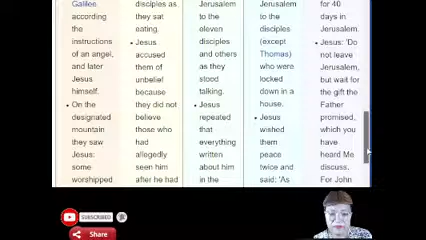 Galilee
according
the
instructions
of an angel,
and later
Jesus
himself.
• On the
designated
mountain
they saw
Jesus:
some
worshipped
disciples as
they sat
eating.
• Jesus
accused
them of
unbelief
because
they did not
believe
those who
had
allegedly
seen him
after he had
Jerusalem
to the
eleven
disciples
and others
as they
stood
talking.
• Jesus
repeated
that
everything
written
about him
in the
Jerusalem
to the
disciples
(except
Thomas)
who were
locked
down in a
house.
• Jesus
wished
them
peace
twice and
said: 'As
for 40
days in
Jerusalem.
• Jesus: 'Do
not leave
Jerusalem,
but wait for
the gift the
Father
promised,
which you
have
heard Me
discuss.
For John
SUBSCRIBED
Share